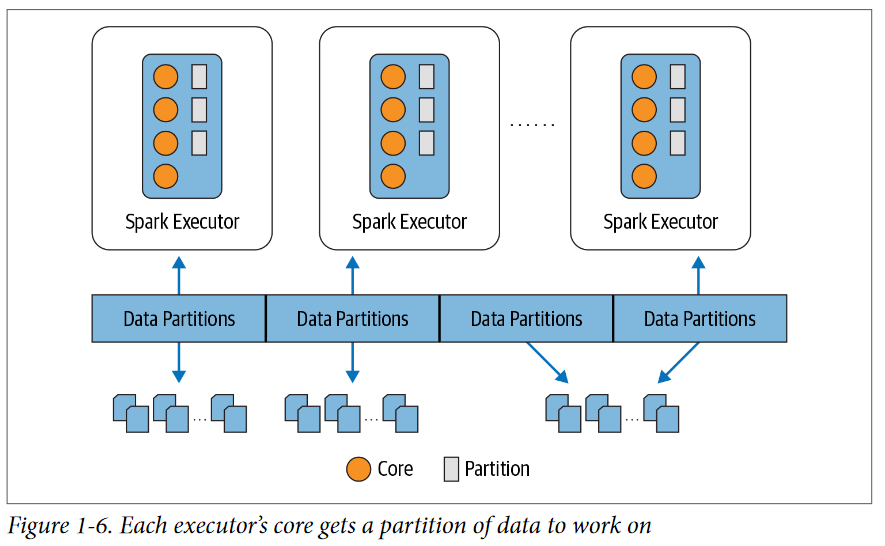 Spark Executor
Spark Executor
......
Spark Executor
Data Partitions
Data Partitions
Data Partitions
Data Partitions
...
...
...
Core
Partition
Figure 1-6. Each executor's core gets a partition of data to work on